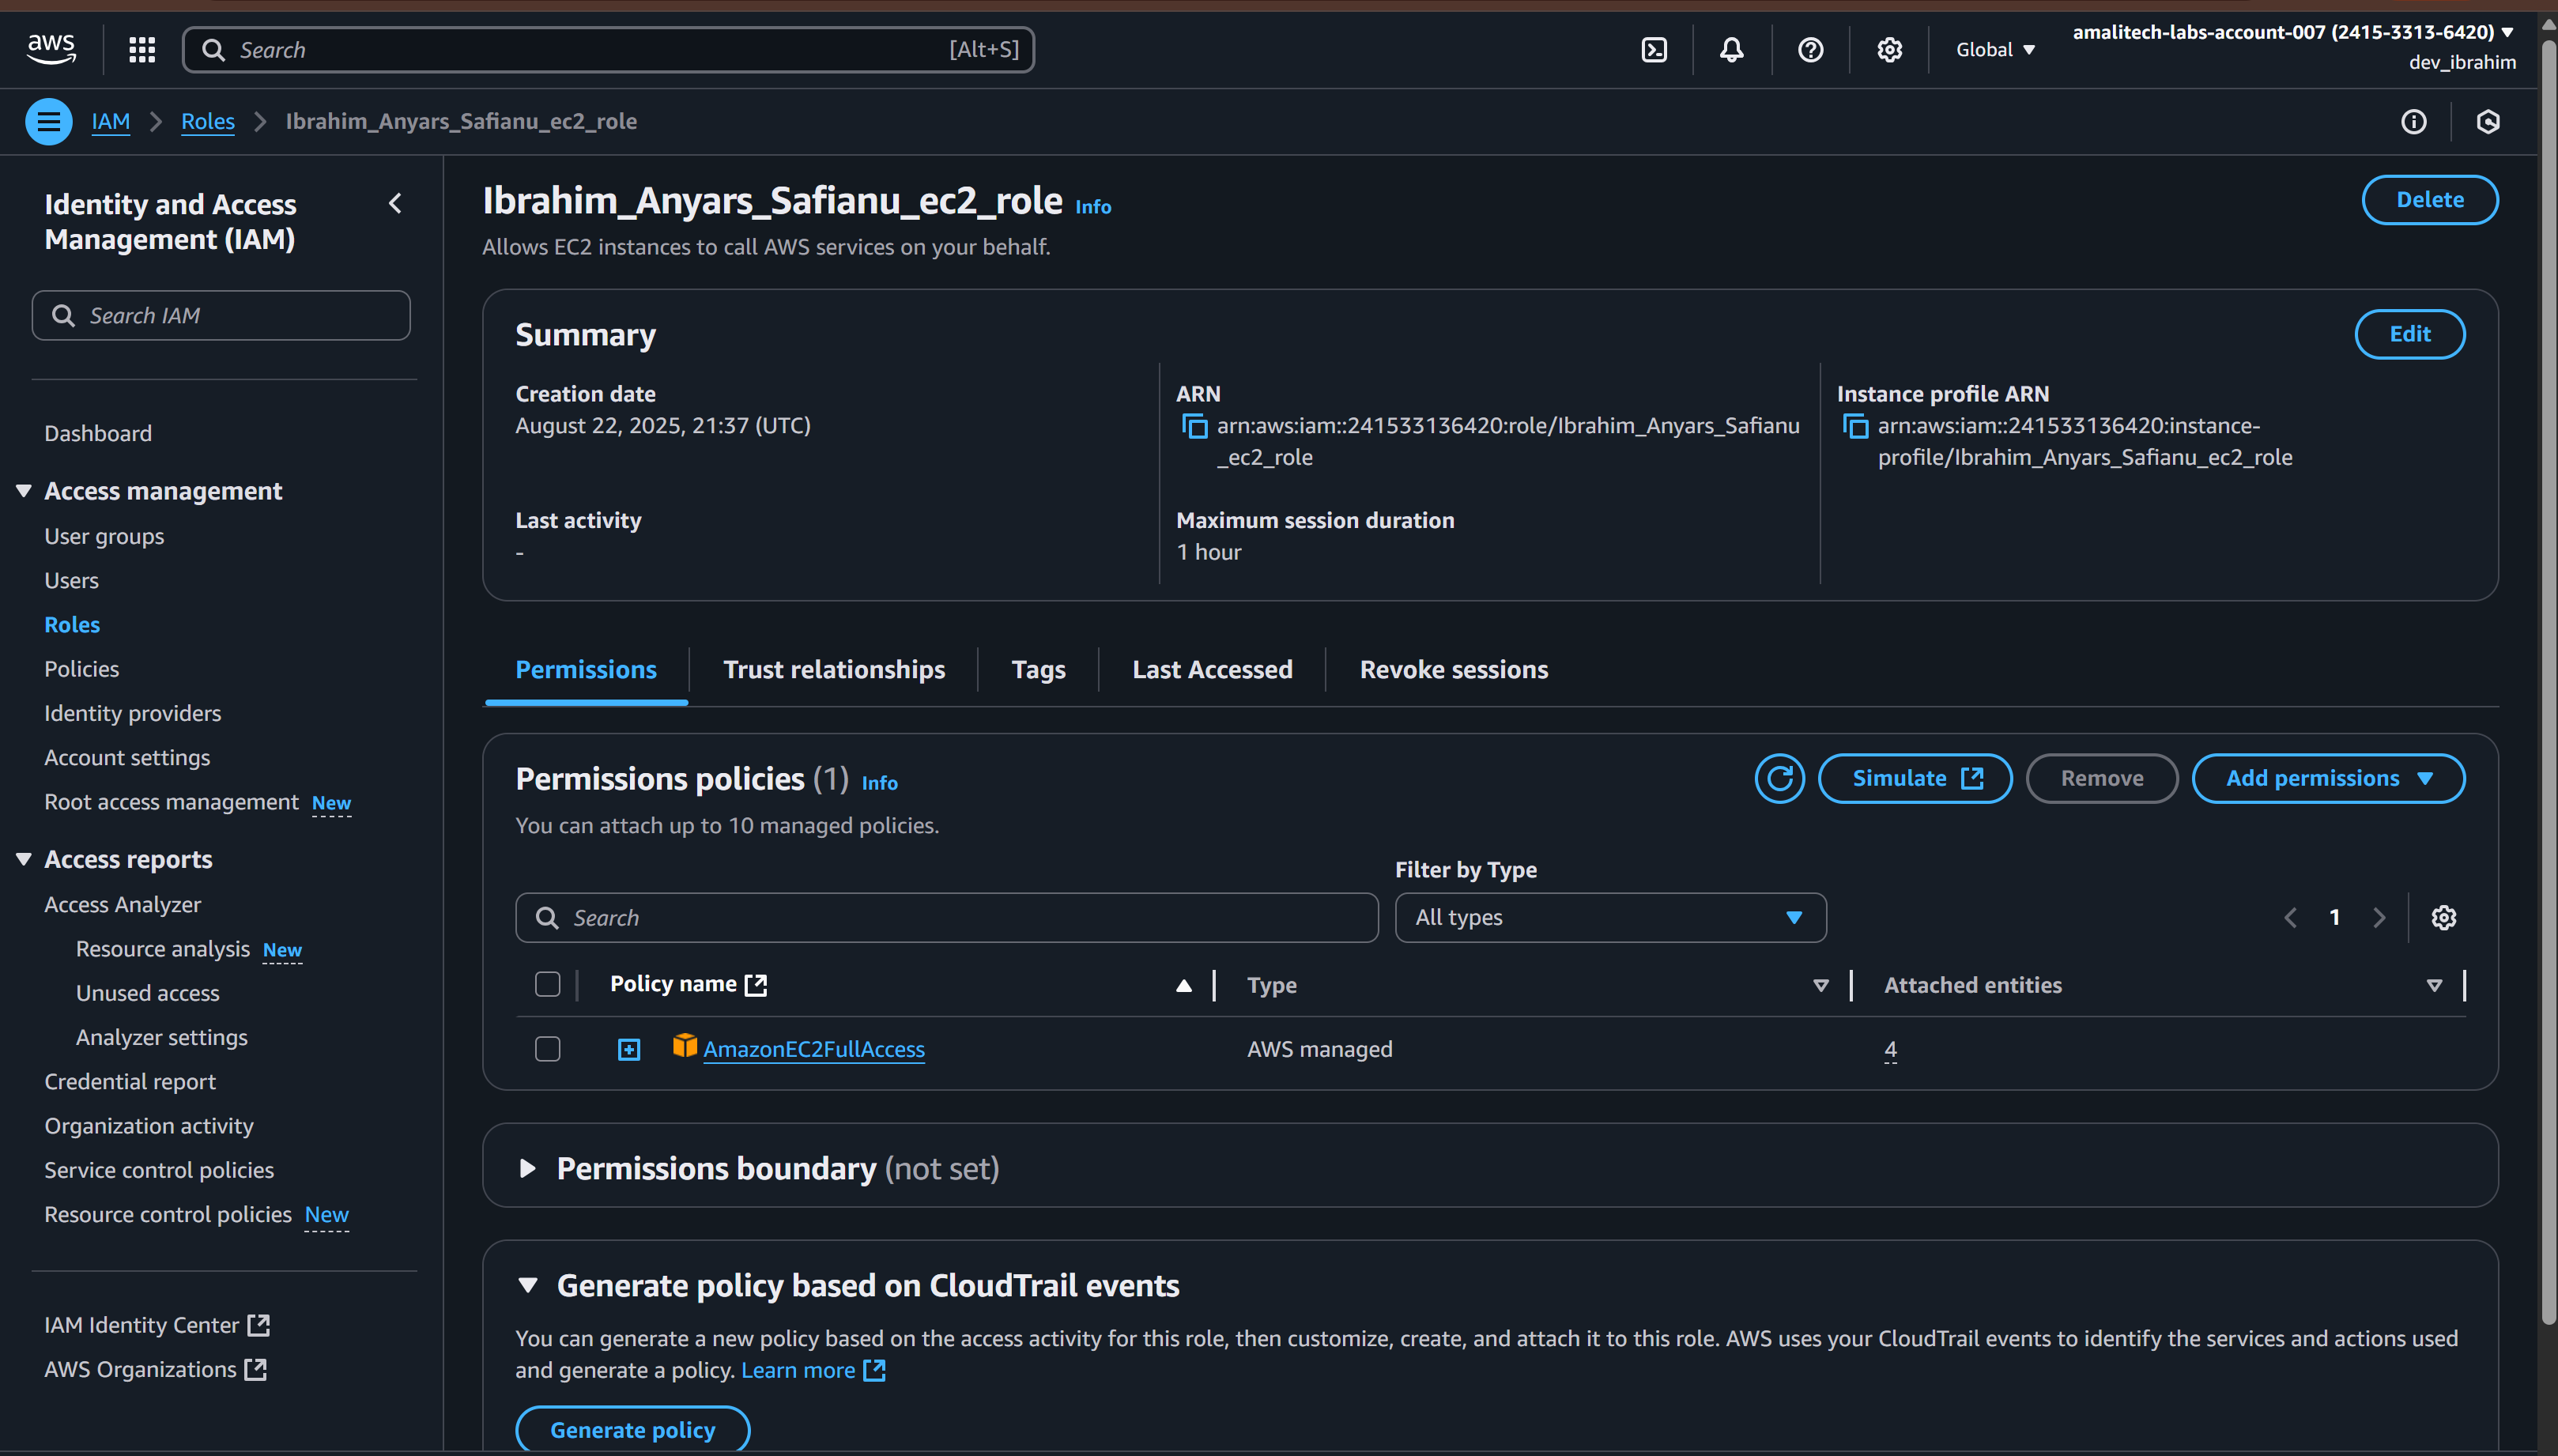 aws
Search
[Alt+S]
Global
amalitech-labs-account-007 (2415-3313-6420)
dev_ibrahim
IAM
Roles
Ibrahim_Anyars_Safianu_ec2_role
Identity and Access
Management (IAM)
Search IAM
Dashboard
Access management
User groups
Users
Roles
Policies
Identity providers
Account settings
Root access management New
Access reports
Access Analyzer
Resource analysis New
Unused access
Analyzer settings
Credential report
Organization activity
Service control policies
Resource control policies New
IAM Identity Center
AWS Organizations
Ibrahim_Anyars_Safianu_ec2_role Info
Delete
Allows EC2 instances to call AWS services on your behalf.
Summary
Edit
Creation date
August 22, 2025, 21:37 (UTC)
ARN
arn:aws:iam::241533136420:role/Ibrahim_Anyars_Safianu
_ec2_role
Instance profile ARN
arn:aws:iam::241533136420:instance-
profile/Ibrahim_Anyars_Safianu_ec2_role
Last activity
-
Maximum session duration
1 hour
Permissions
Trust relationships
Tags
Last Accessed
Revoke sessions
Permissions policies (1) Info
Simulate
Remove
Add permissions
You can attach up to 10 managed policies.
Filter by Type
Search
All types
1
Policy name
Type
Attached entities
AmazonEC2FullAccess
AWS managed
4
Permissions boundary (not set)
Generate policy based on CloudTrail events
You can generate a new policy based on the access activity for this role, then customize, create, and attach it to this role. AWS uses your CloudTrail events to identify the services and actions used
and generate a policy. Learn more
Generate policy